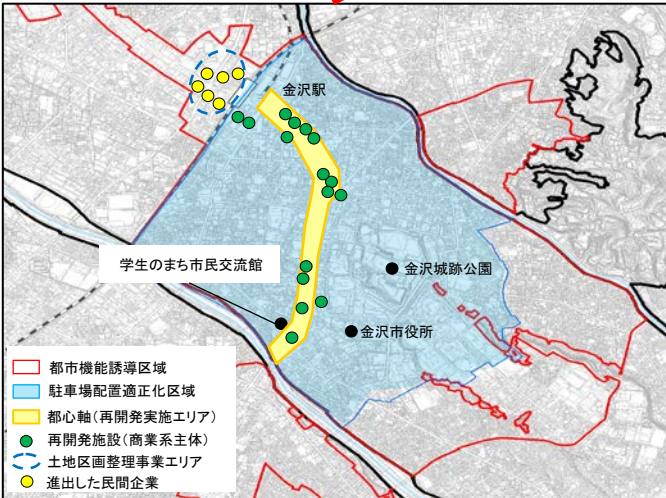 金沢駅
学生のまち市民交流館
金沢城跡公園
金沢市役所
都市機能誘導区域
駐車場配置適正化区域
都心軸(再開発実施エリア)
再開発施設(商業系主体)
土地区画整理事業エリア
進出した民間企業